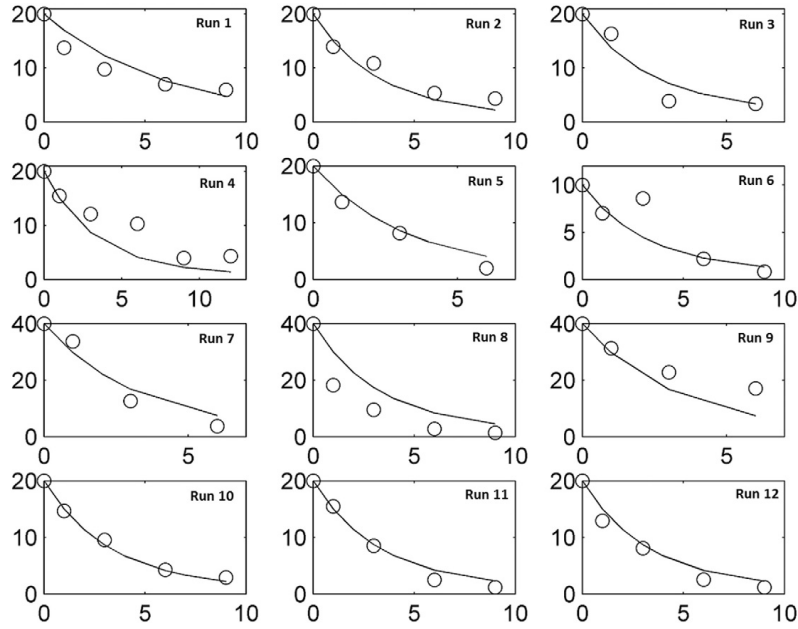 20 10 0 0 5 10 Run 1
20 10 0 0 5 10 Run 2
20 10 0 0 5 Run 3
20 10 0 0 5 10 Run 4
20 10 0 0 5 Run 5
10 5 0 0 5 10 Run 6
40 20 0 0 5 Run 7
40 20 0 0 5 10 Run 8
40 20 0 0 5 Run 9
20 10 0 0 5 10 Run 10
20 10 0 0 5 10 Run 11
20 10 0 0 5 10 Run 12